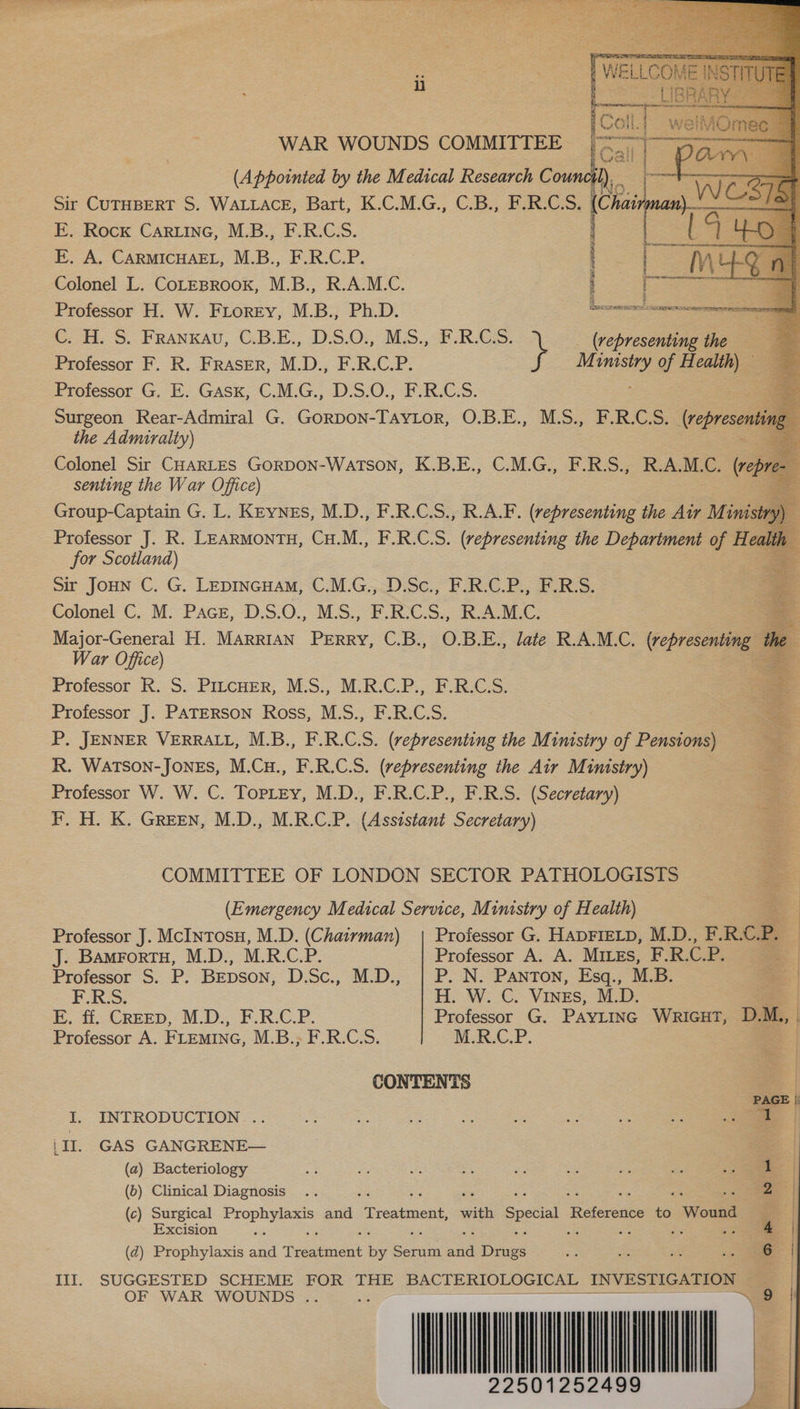 ii
WELLCOME INSTITUTE
LIBRARY
Coll. welMOmec
Call pam
WC375
1940
M48n
WAR WOUNDS COMMITTEE
(Appointed by the Medical Research Council)
Sir CUTHBERT S. WALLACE, Bart, K.C.M.G., C.B., F.R.C.S. (Chairman)
E. ROCK CARLING, M.B., F.R.C.S.
E. A. CARMICHAEL, M.B., F.R.C.P.
Colonel L. COLEBROOK, M.B., R.A.M.C.
Professor H. W. FLOREY, M.B., Ph.D.
C. H. S. FRANKAU, C.B.E., D.S.O., M.S., F.R.C.S. } (representing the
Professor F. R. FRASER, M.D., F.R.C.P. Ministry of Health)
Professor G. E. GASK, C.M.G., D.S.O., F.R.C.S.
Surgeon Rear-Admiral G. GORDON-TAYLOR, O.B.E., M.S., F.R.C.S. (representing
the Admiralty)
Colonel Sir CHARLES GORDON-WATSON, K.B.E., C.M.G., F.R.S., R.A.M.C. (repre-
senting the War Office)
Group-Captain G. L. KEYNES, M.D., F.R.C.S., R.A.F. (representing the Air Ministry)
Professor J. R. LEARMONTH, CH.M., F.R.C.S. (representing the Department of Health
for Scotland)
Sir JOHN C. G. LEDINGHAM, C.M.G., D.Sc., F.R.C.P., F.R.S.
Colonel C. M. PAGE, D.S.O., M.S., F.R.C.S., R.A.M.C.
Major-General H. MARRIAN PERRY, C.B., O.B.E., late R.A.M.C. (representing the
War Office)
Professor R. S. PILCHER, M.S., M.R.C.P., F.R.C.S.
Professor J. PATERSON ROSS, M.S., F.R.C.S.
P. JENNER VERRALL, M.B., F.R.C.S. (representing the Ministry of Pensions)
R. WATSON-JONES, M.CH., F.R.C.S. (representing the Air Ministry)
Professor W. W. C. TOPLEY, M.D., F.R.C.P., F.R.S. (Secretary)
F. H. K. GREEN, M.D., M.R.C.P. (Assistant Secretary)
COMMITTEE OF LONDON SECTOR PATHOLOGISTS
(Emergency Medical Service, Ministry of Health)
Professor J. MCINTOSH, M.D. (Chairman)
J. BAMFORTH, M.D., M.R.C.P.
Professor S. P. BEDSON, D.Sc., M.D.,
F.R.S.
E. ff. CREED, M.D., F.R.C.P.
Professor A. FLEMING, M.B., F.R.C.S.
Professor G. HADFIELD, M.D., F.R.C.P.
Professor A. A. MILES, F.R.C.P.
P. N. PANTON, Esq., M.B.
H. W. C. VINES, M.D.
Professor G. PAYLING WRIGHT, D.M.,
M.R.C.P.
CONTENTS
PAGE
I. INTRODUCTION .. 1
II. GAS GANGRENE—
(a) Bacteriology 1
(b) Clinical Diagnosis .. 2
(c) Surgical Prophylaxis and Treatment, with Special Reference to Wound
Excision 4
(d) Prophylaxis and Treatment by Serum and Drugs 6
III. SUGGESTED SCHEME FOR THE BACTERIOLOGICAL INVESTIGATION
OF WAR WOUNDS .. 9
22501252499